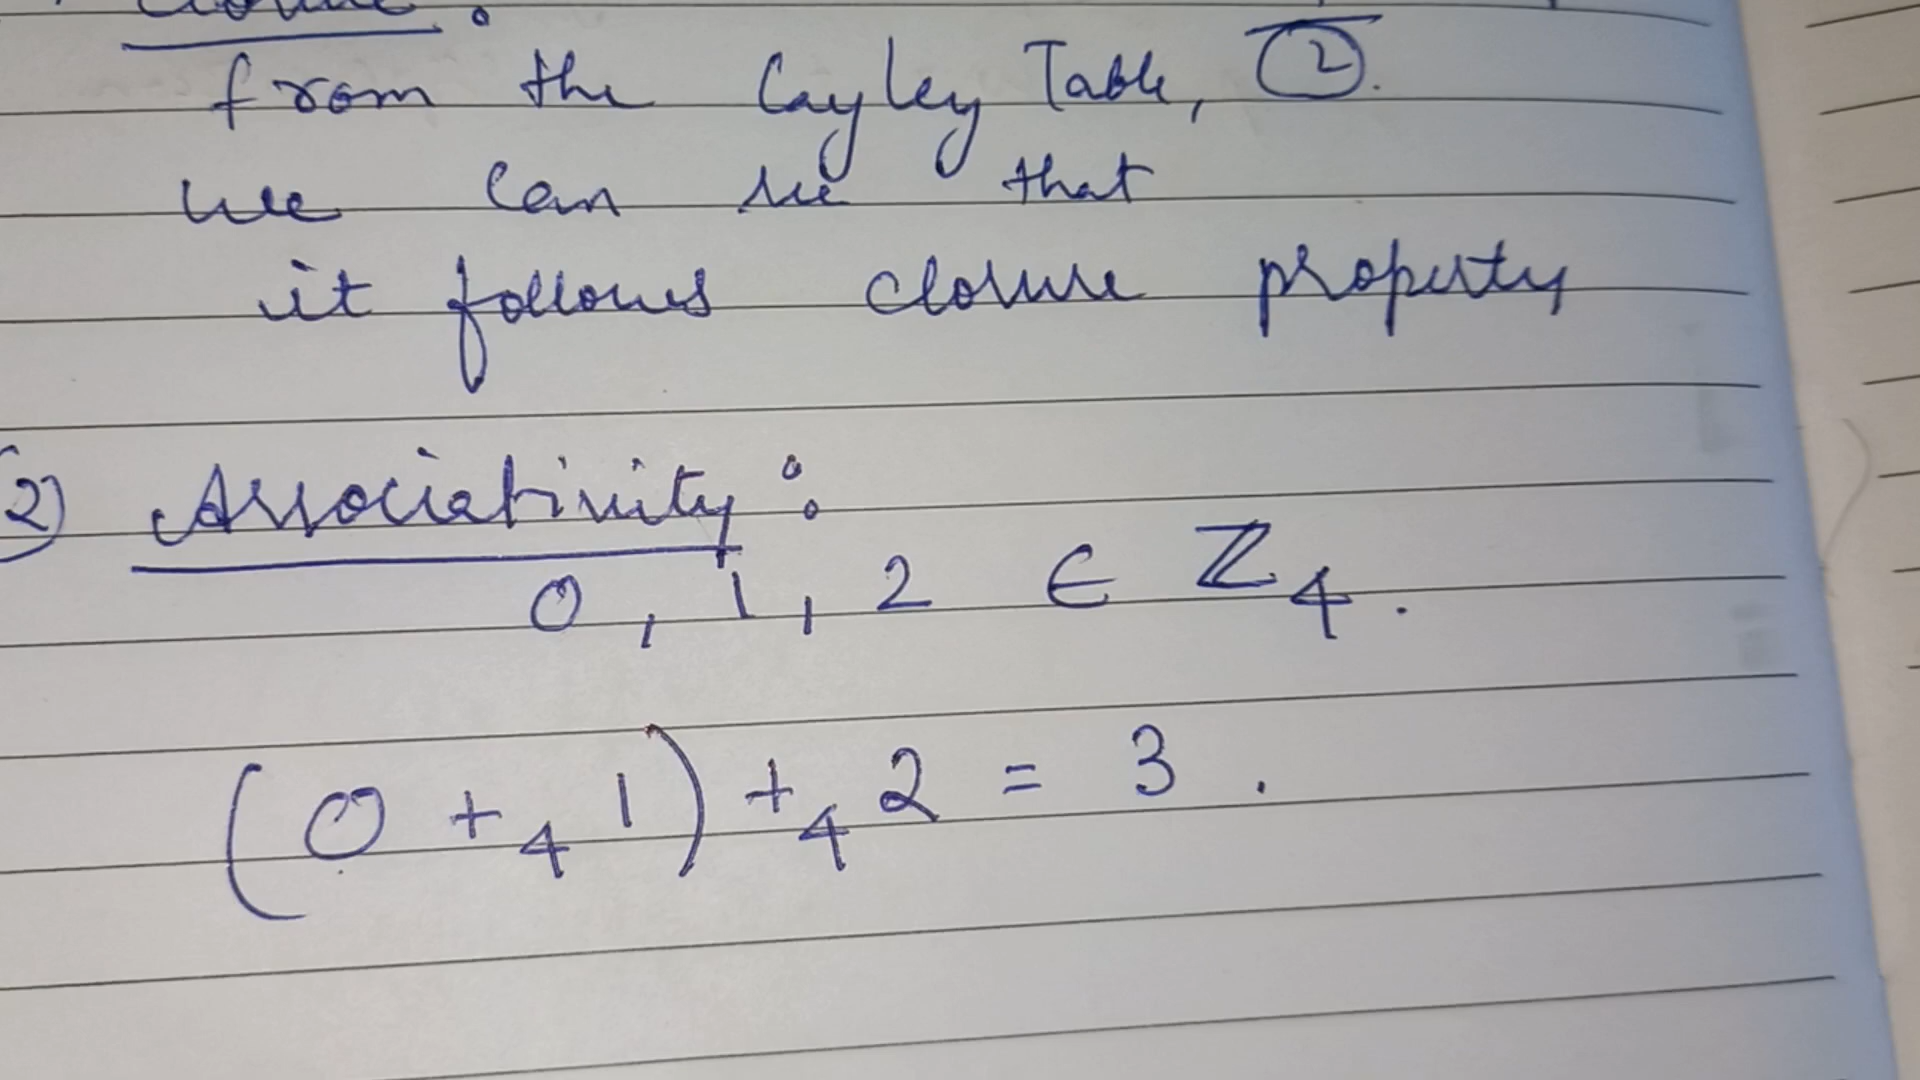 from the Cayley Table, ②.
we can see that
it follows closure property
2) Associativity :
0, 1, 2 ∈ ℤ₄.
(0 +₄ 1) +₄ 2 = 3.